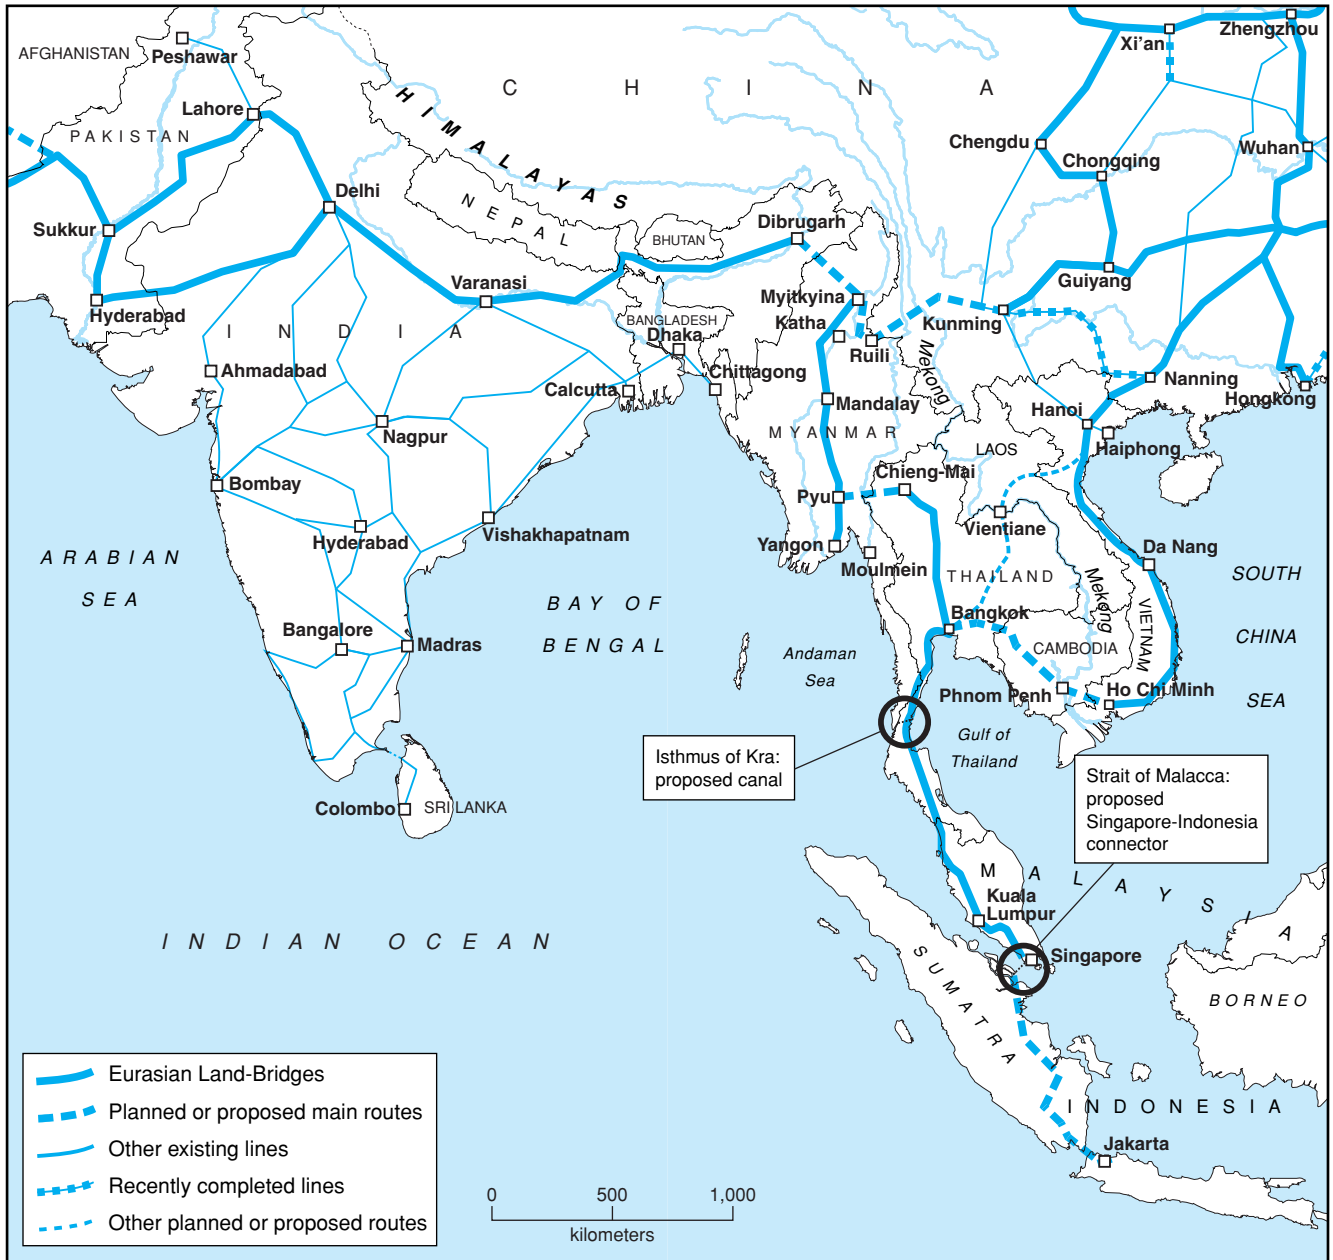 AFGHANISTAN
Peshawar
CHINA
Xi'an
Zhengzhou
Lahore
HIMALAYAS
PAKISTAN
Chengdu
Chongqing
Wuhan
Delhi
NEPAL
Sukkur
BHUTAN
Dibrugarh
Varanasi
Guiyang
Hyderabad
Myitkyina
Katha
Kunming
INDIA
BANGLADESH
Dhaka
Ruili
Mekong
Ahmadabad
Chittagong
Nanning
Calcutta
Hongkong
Mandalay
Hanoi
Nagpur
MYANMAR
Haiphong
LAOS
Chieng-Mai
Bombay
Pyu
Vientiane
Hyderabad
Vishakhapatnam
Yangon
Moulmein
Da Nang
ARABIAN
SEA
THAILAND
Mekong
VIETNAM
SOUTH
CHINA
SEA
BAY OF
BENGAL
Bangkok
Bangalore
Madras
Andaman
Sea
CAMBODIA
Phnom Penh
Ho Chi Minh
Gulf of
Thailand
Isthmus of Kra:
proposed canal
Strait of Malacca:
proposed
Singapore-Indonesia
connector
Colombo
SRI LANKA
MALAYSIA
Kuala
Lumpur
INDIAN OCEAN
Singapore
SUMATRA
BORNEO
INDONESIA
Jakarta
Eurasian Land-Bridges
Planned or proposed main routes
Other existing lines
Recently completed lines
Other planned or proposed routes
0 500 1,000
kilometers